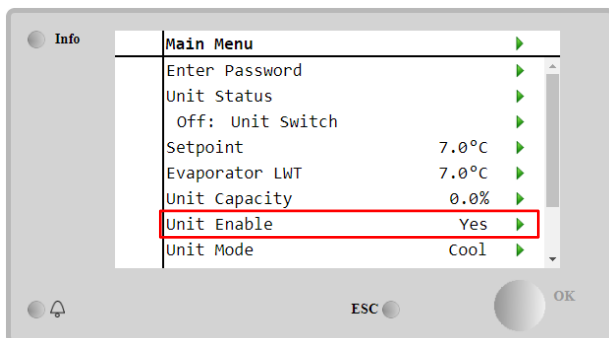 Info
Main Menu
Enter Password
Unit Status
Off: Unit Switch
Setpoint 7.0°C
Evaporator LWT 7.0°C
Unit Capacity 0.0%
Unit Enable Yes
Unit Mode Cool
ESC
OK